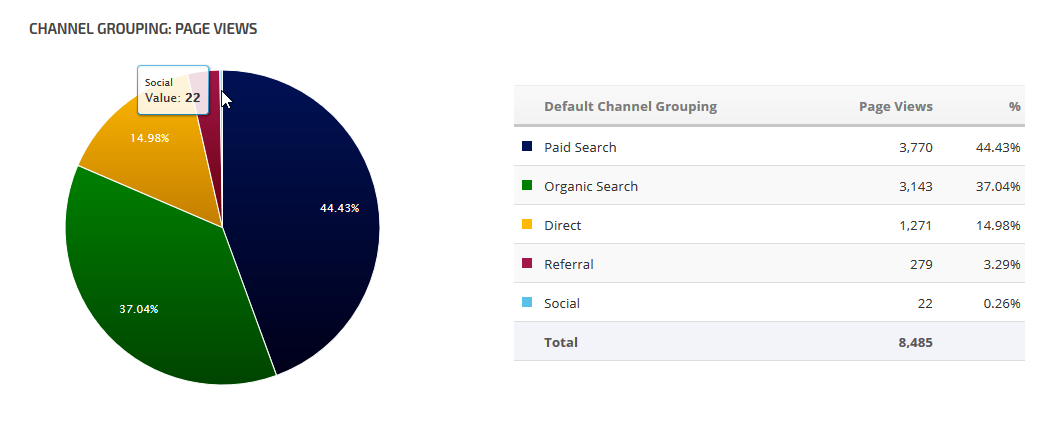 CHANNEL GROUPING: PAGE VIEWS
Social
Value: 22
14.98%
44.43%
37.04%
Default Channel Grouping Page Views %
Paid Search 3,770 44.43%
Organic Search 3,143 37.04%
Direct 1,271 14.98%
Referral 279 3.29%
Social 22 0.26%
Total 8,485